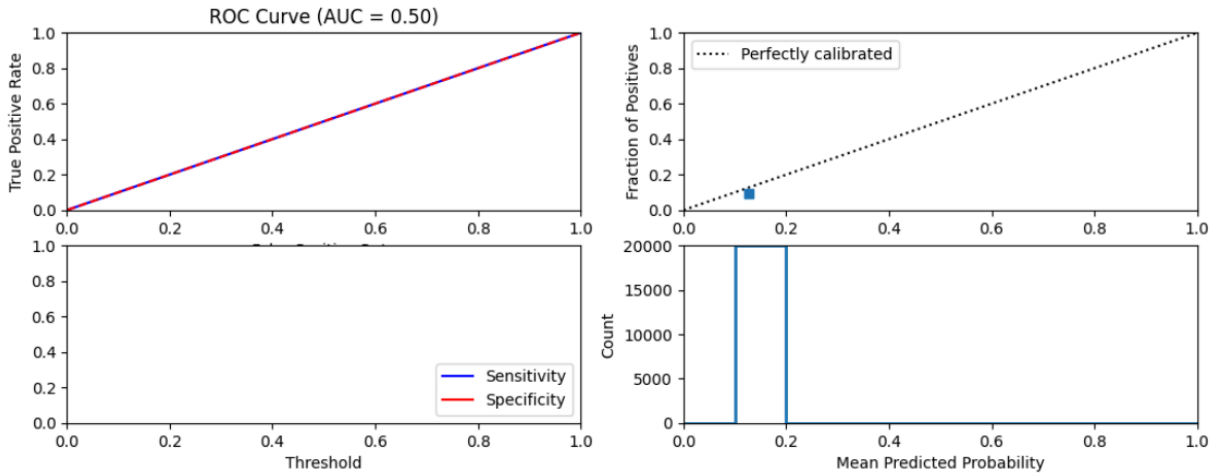 ROC Curve (AUC = 0.50)
True Positive Rate
1.0
0.8
0.6
0.4
0.2
0.0
0.0 0.2 0.4 0.6 0.8 1.0
Fraction of Positives
1.0
0.8
0.6
0.4
0.2
0.0
Perfectly calibrated
0.0 0.2 0.4 0.6 0.8 1.0
1.0
0.8
0.6
0.4
0.2
0.0
Sensitivity
Specificity
0.0 0.2 0.4 0.6 0.8 1.0
Threshold
Count
20000
15000
10000
5000
0
0.0 0.2 0.4 0.6 0.8 1.0
Mean Predicted Probability